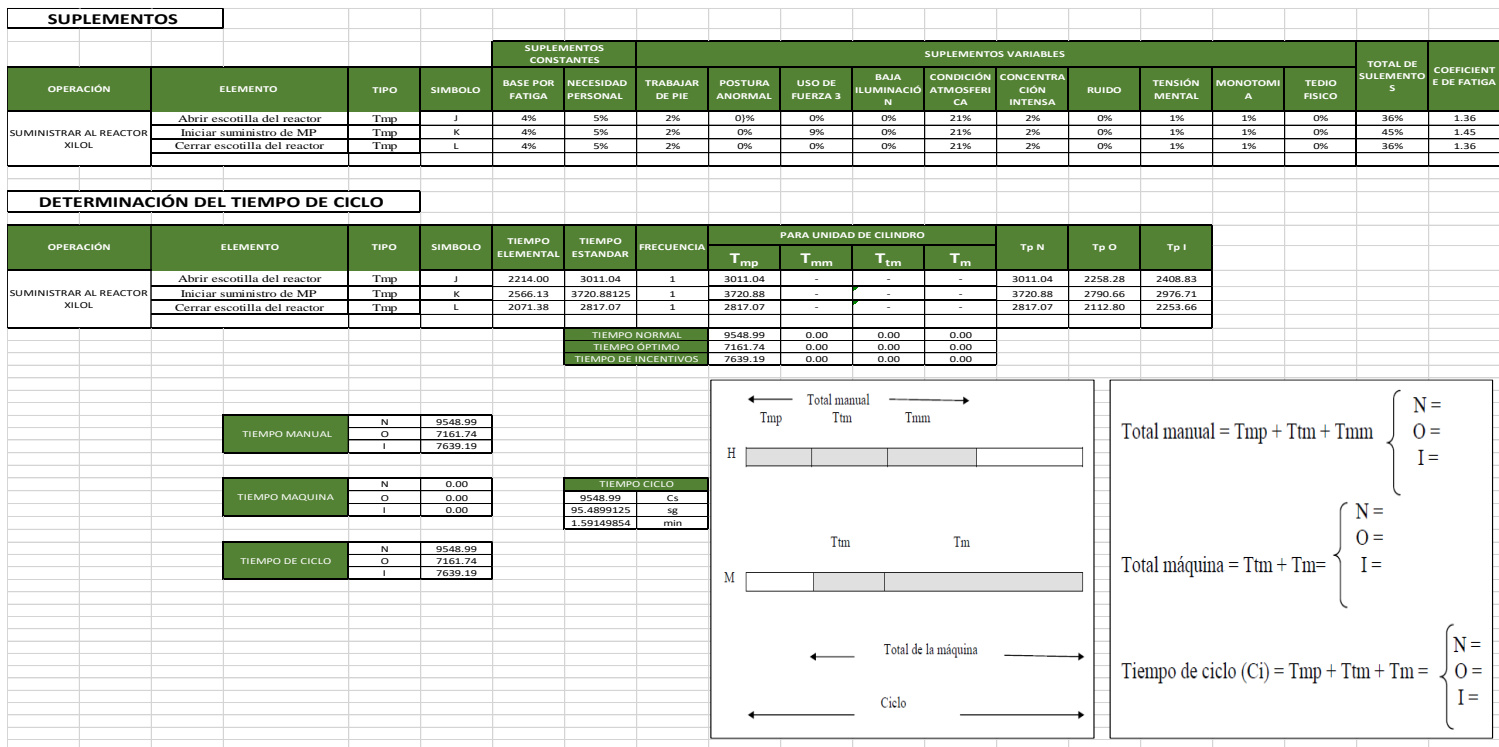 SUPLEMENTOS
SUPLEMENTOS CONSTANTES SUPLEMENTOS VARIABLES
OPERACIÓN ELEMENTO TIPO SIMBOLO BASE POR FATIGA NECESIDAD PERSONAL TRABAJAR DE PIE POSTURA ANORMAL USO DE FUERZA 3 BAJA ILUMINACIÓN CONDICIÓN ATMOSFERICA CONCENTRACIÓN INTENSA RUIDO TENSIÓN MENTAL MONOTOMIA TEDIO FISICO TOTAL DE SULEMENTOS COEFICIENTE DE FATIGA
SUMINISTRAR AL REACTOR XILOL
Abrir escotilla del reactor Tmp J 4% 5% 2% 0}% 0% 0% 21% 2% 0% 1% 1% 0% 36% 1.36
Iniciar suministro de MP Tmp K 4% 5% 2% 0% 9% 0% 21% 2% 0% 1% 1% 0% 45% 1.45
Cerrar escotilla del reactor Tmp L 4% 5% 2% 0% 0% 0% 21% 2% 0% 1% 1% 0% 36% 1.36
DETERMINACIÓN DEL TIEMPO DE CICLO
OPERACIÓN ELEMENTO TIPO SIMBOLO TIEMPO ELEMENTAL TIEMPO ESTANDAR FRECUENCIA PARA UNIDAD DE CILINDRO Tp N Tp O Tp I
Tmp Tmm Ttm Tm
SUMINISTRAR AL REACTOR XILOL
Abrir escotilla del reactor Tmp J 2214.00 3011.04 1 3011.04 - - - 3011.04 2258.28 2408.83
Iniciar suministro de MP Tmp K 2566.13 3720.88125 1 3720.88 - - - 3720.88 2790.66 2976.71
Cerrar escotilla del reactor Tmp L 2071.38 2817.07 1 2817.07 - - - 2817.07 2112.80 2253.66
TIEMPO NORMAL 9548.99 0.00 0.00 0.00
TIEMPO ÓPTIMO 7161.74 0.00 0.00 0.00
TIEMPO DE INCENTIVOS 7639.19 0.00 0.00 0.00
TIEMPO MANUAL
N 9548.99
O 7161.74
I 7639.19
TIEMPO MAQUINA
N 0.00
O 0.00
I 0.00
TIEMPO CICLO
9548.99 Cs
95.4899125 sg
1.59149854 min
TIEMPO DE CICLO
N 9548.99
O 7161.74
I 7639.19
Total manual
Tmp Ttm Tmm
H
Ttm Tm
M
Total de la máquina
Ciclo
Total manual = Tmp + Ttm + Tmm
N =
O =
I =
Total máquina = Ttm + Tm=
N =
O =
I =
Tiempo de ciclo (Ci) = Tmp + Ttm + Tm =
N =
O =
I =